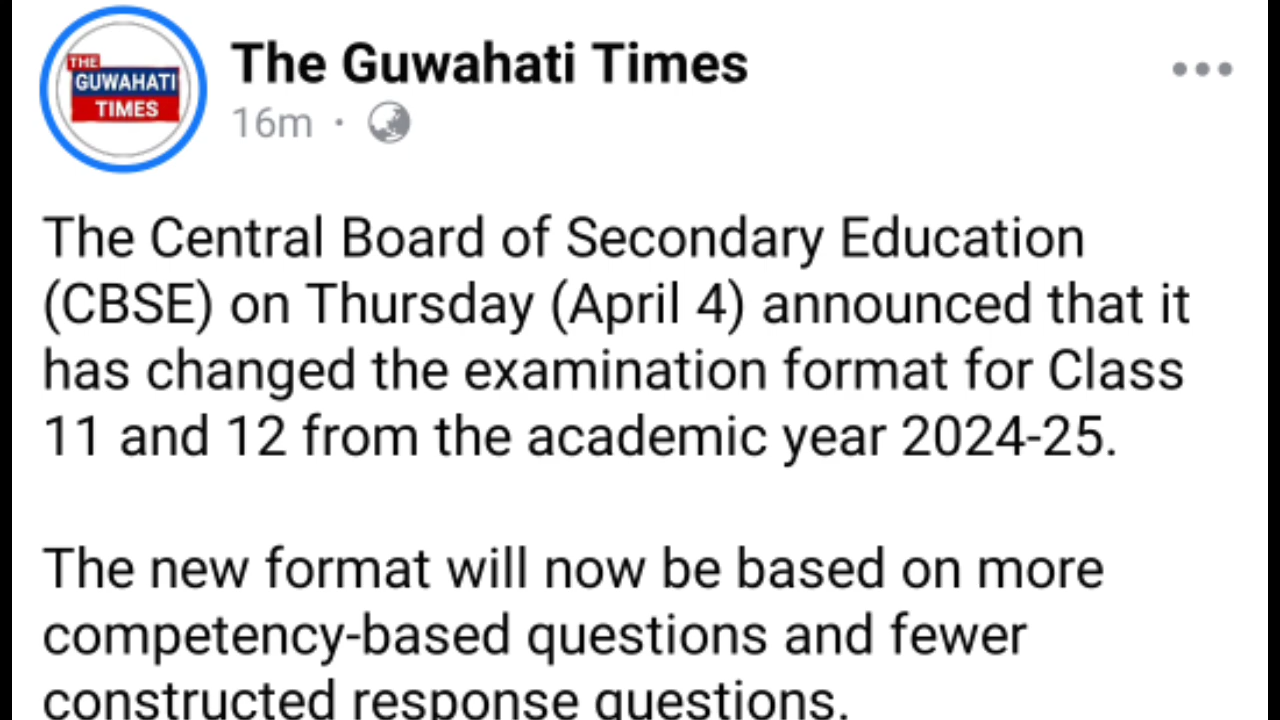 THE
GUWAHATI
TIMES
The Guwahati Times
16m ·
The Central Board of Secondary Education
(CBSE) on Thursday (April 4) announced that it
has changed the examination format for Class
11 and 12 from the academic year 2024-25.
The new format will now be based on more
competency-based questions and fewer
constructed response questions.